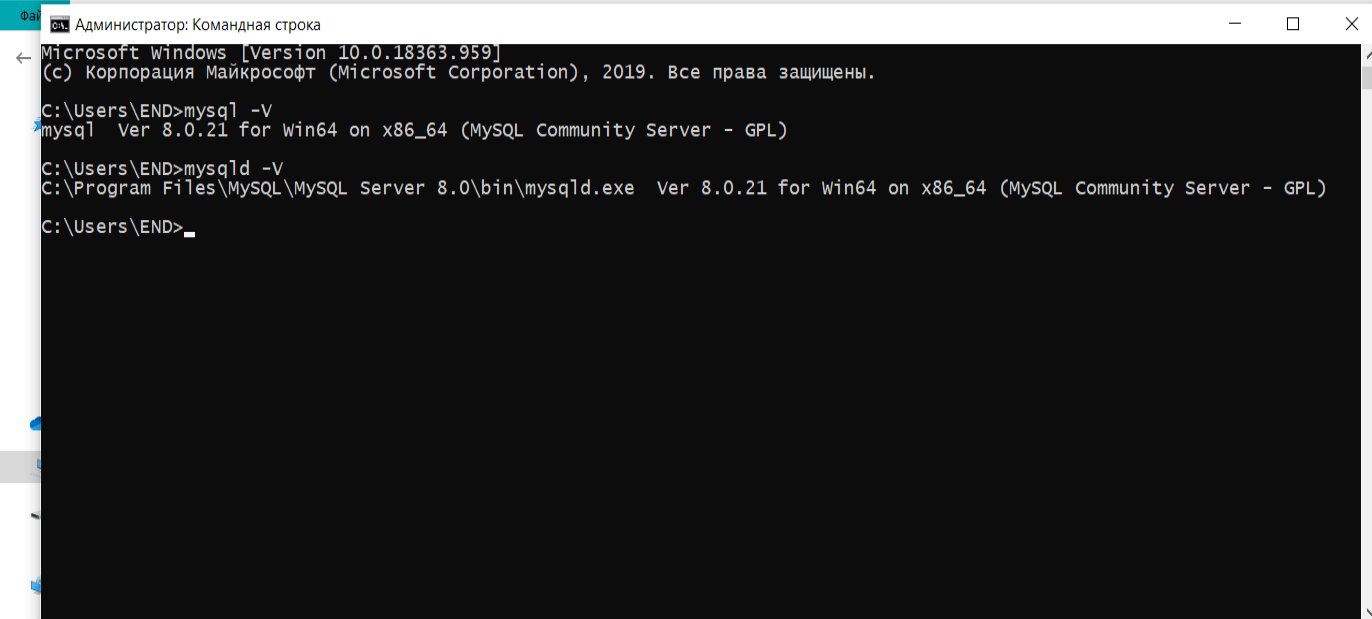 Администратор: Командная строка
Microsoft Windows [Version 10.0.18363.959]
(c) Корпорация Майкрософт (Microsoft Corporation), 2019. Все права защищены.
C:\Users\END>mysql -V
mysql  Ver 8.0.21 for Win64 on x86_64 (MySQL Community Server - GPL)
C:\Users\END>mysqld -V
C:\Program Files\MySQL\MySQL Server 8.0\bin\mysqld.exe  Ver 8.0.21 for Win64 on x86_64 (MySQL Community Server - GPL)
C:\Users\END>